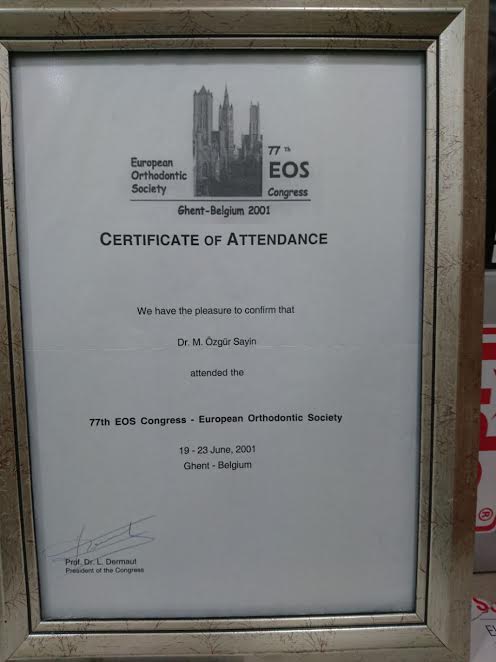 European
Orthodontic
Society
77 Th
EOS
Congress
Ghent-Belgium 2001
CERTIFICATE OF ATTENDANCE
We have the pleasure to confirm that
Dr. M. Özgür Sayin
attended the
77th EOS Congress - European Orthodontic Society
19 - 23 June, 2001
Ghent - Belgium
Prof. Dr. L. Dermaut
President of the Congress
®